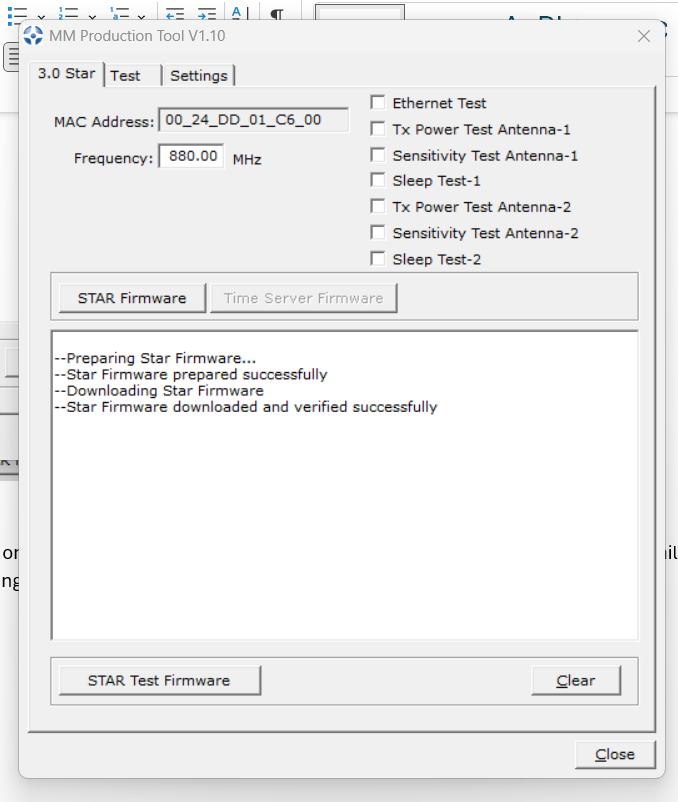 MM Production Tool V1.10
3.0 Star
Test
Settings
MAC Address: 00_24_DD_01_C6_00
Frequency: 880.00 MHz
Ethernet Test
Tx Power Test Antenna-1
Sensitivity Test Antenna-1
Sleep Test-1
Tx Power Test Antenna-2
Sensitivity Test Antenna-2
Sleep Test-2
STAR Firmware
Time Server Firmware
--Preparing Star Firmware...
--Star Firmware prepared successfully
--Downloading Star Firmware
--Star Firmware downloaded and verified successfully
STAR Test Firmware
Clear
Close